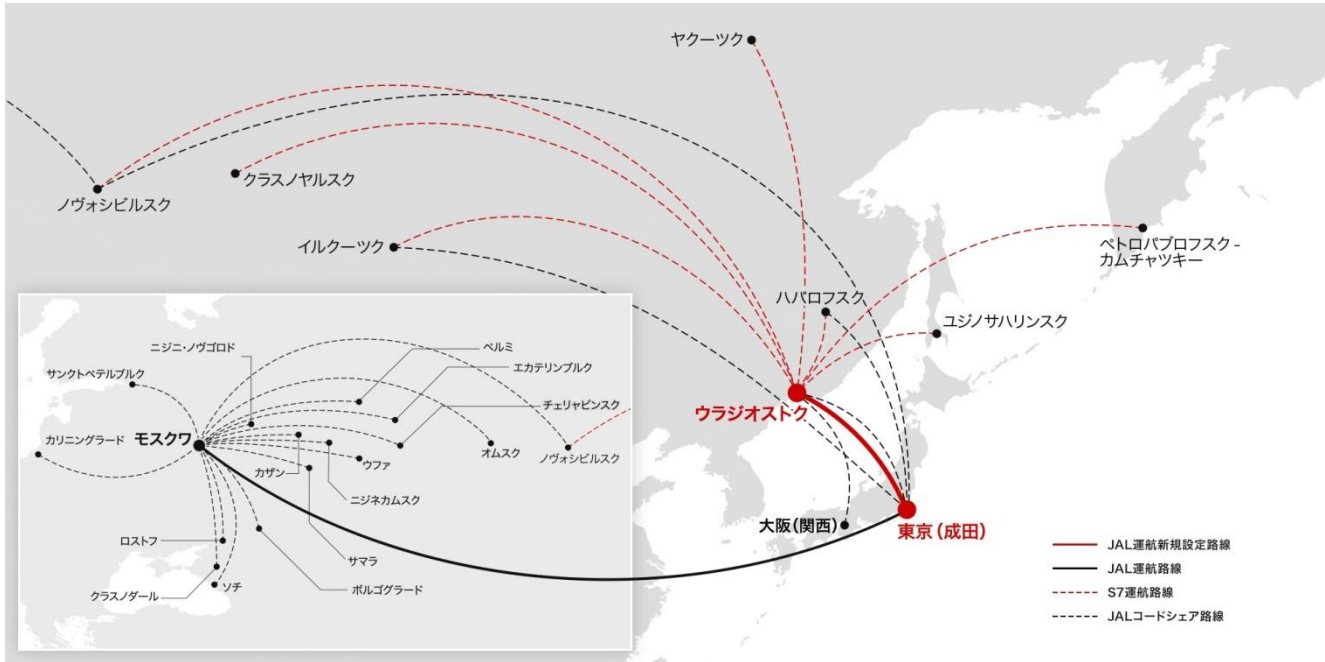 ヤクーツク
クラスノヤルスク
ノヴォシビルスク
イルクーツク
ペトロパブロフスク -
カムチャツキー
ハバロフスク
ユジノサハリンスク
ウラジオストク
大阪(関西)
東京(成田)
ニジニ・ノヴゴロド
ペルミ
サンクトペテルブルク
エカテリンブルク
チェリャビンスク
カリニングラード
モスクワ
オムスク
ノヴォシビルスク
カザン
ウファ
ニジネカムスク
ロストフ
サマラ
クラスノダール
ソチ
ボルゴグラード
JAL運航新規設定路線
JAL運航路線
S7運航路線
JALコードシェア路線